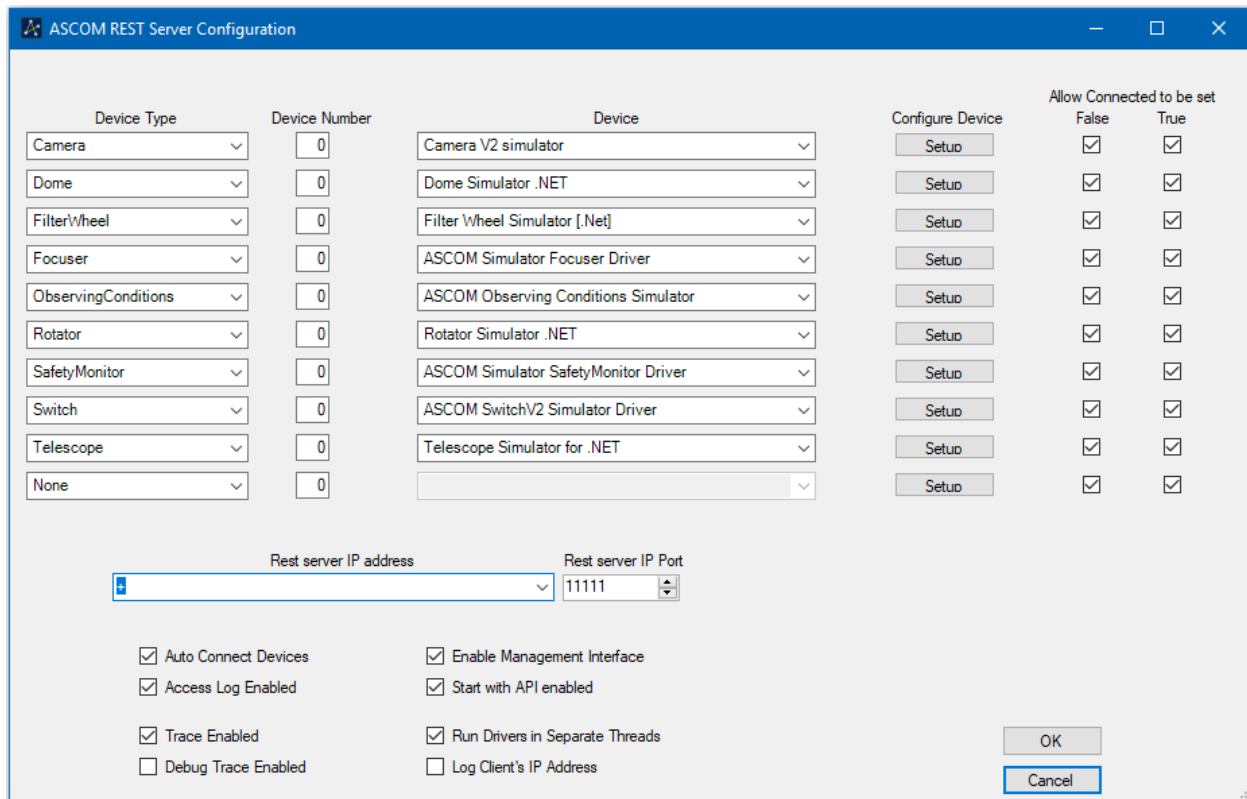 ASCOM REST Server Configuration
Allow Connected to be set
Device Type Device Number Device Configure Device False True
Camera 0 Camera V2 simulator Setup
Dome 0 Dome Simulator .NET Setup
FilterWheel 0 Filter Wheel Simulator [.Net] Setup
Focuser 0 ASCOM Simulator Focuser Driver Setup
ObservingConditions 0 ASCOM Observing Conditions Simulator Setup
Rotator 0 Rotator Simulator .NET Setup
SafetyMonitor 0 ASCOM Simulator SafetyMonitor Driver Setup
Switch 0 ASCOM SwitchV2 Simulator Driver Setup
Telescope 0 Telescope Simulator for .NET Setup
None 0 Setup
Rest server IP address Rest server IP Port
+ 11111
Auto Connect Devices Enable Management Interface
Access Log Enabled Start with API enabled
Trace Enabled Run Drivers in Separate Threads
OK
Debug Trace Enabled Log Client's IP Address
Cancel